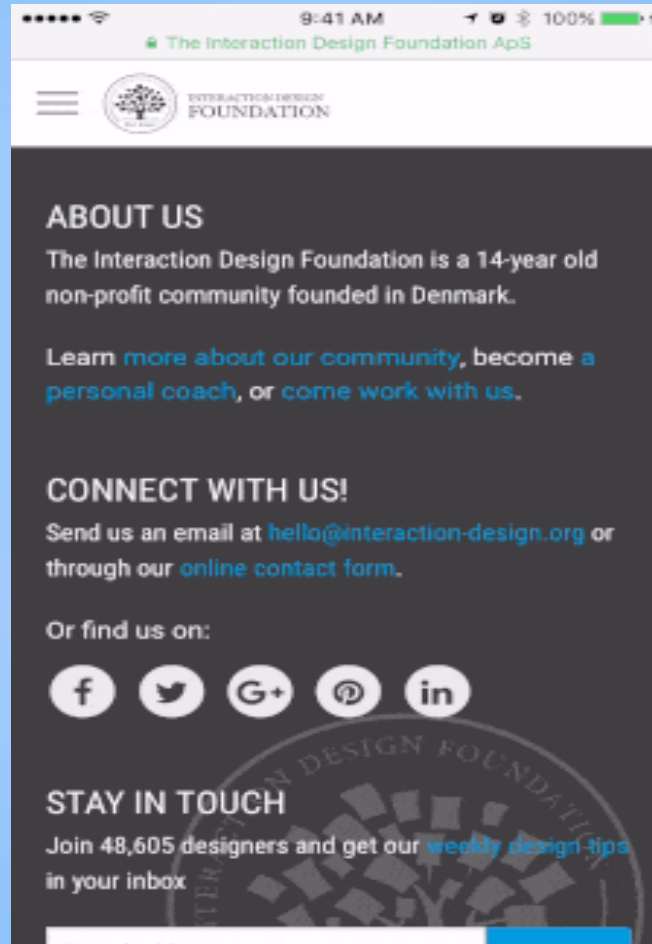 9:41 AM 100%
The Interaction Design Foundation ApS
INTERACTION DESIGN
FOUNDATION
ABOUT US
The Interaction Design Foundation is a 14-year old
non-profit community founded in Denmark.
Learn more about our community, become a
personal coach, or come work with us.
CONNECT WITH US!
Send us an email at hello@interaction-design.org or
through our online contact form.
Or find us on:
f G+ in
INTERACTION DESIGN FOUNDATION
STAY IN TOUCH
Join 48,605 designers and get our weekly design tips
in your inbox